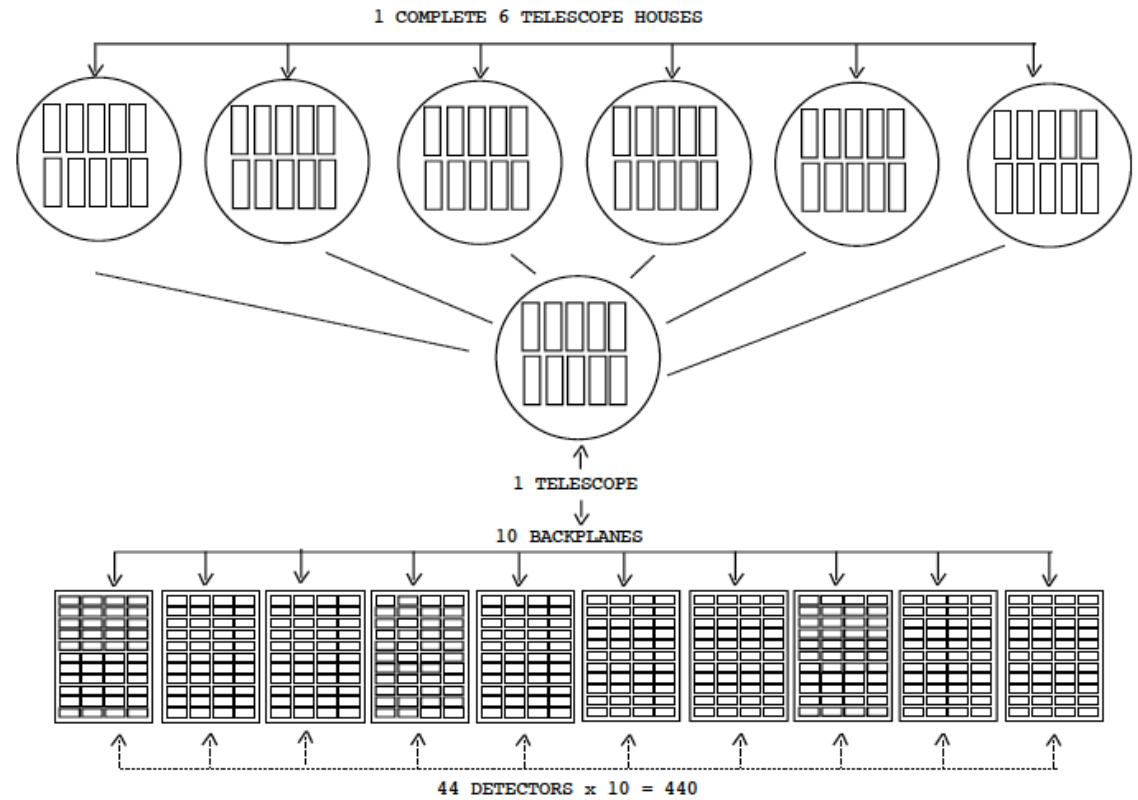 1 COMPLETE 6 TELESCOPE HOUSES
1 TELESCOPE
10 BACKPLANES
44 DETECTORS x 10 = 440